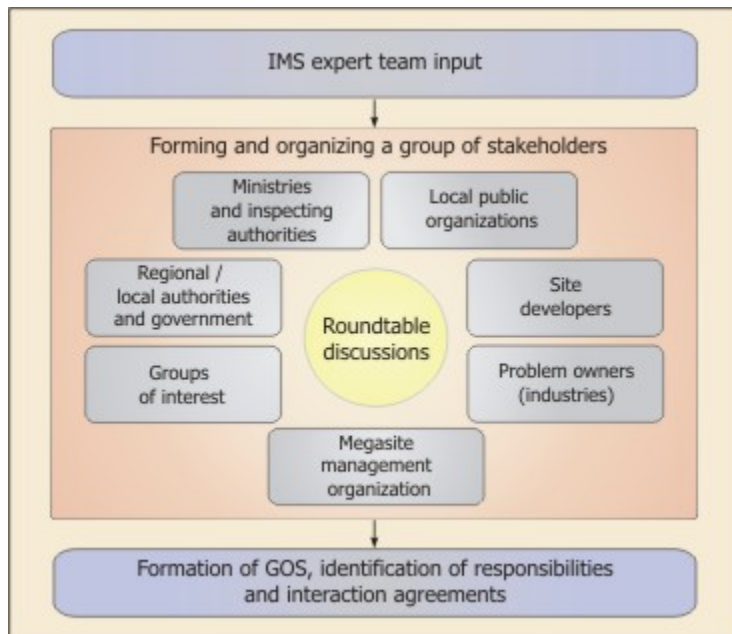 IMS expert team input
Forming and organizing a group of stakeholders
Ministries
and inspecting
authorities
Local public
organizations
Regional /
local authorities
and government
Site
developers
Roundtable
discussions
Groups
of interest
Problem owners
(industries)
Megasite
management
organization
Formation of GOS, identification of responsibilities
and interaction agreements